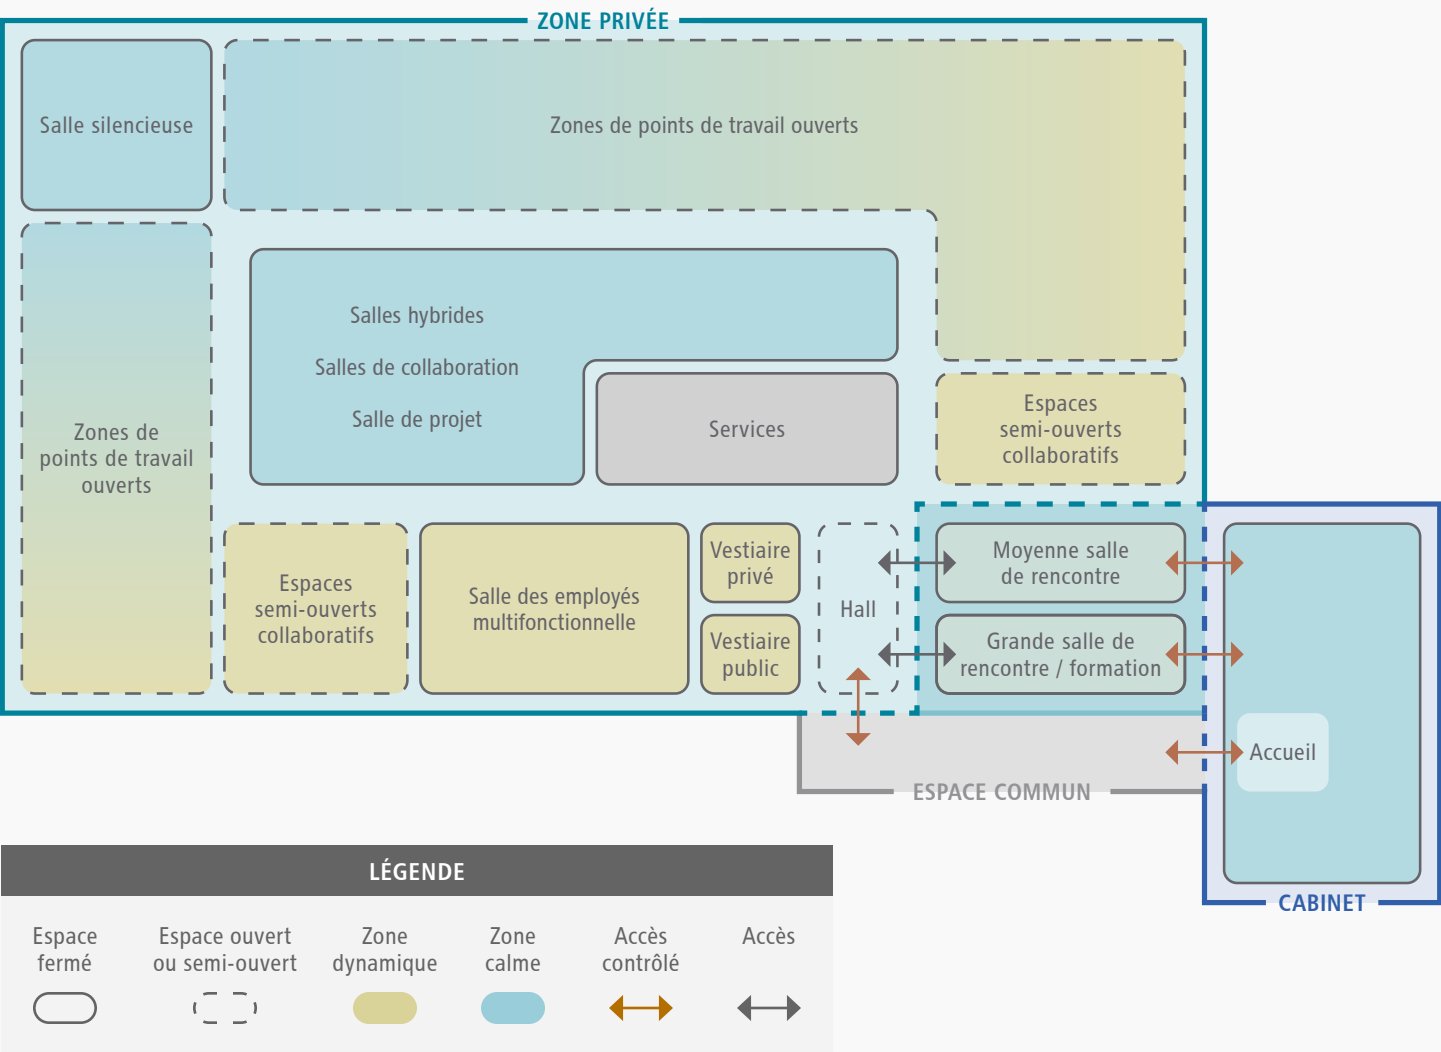 ZONE PRIVÉE
Salle silencieuse
Zones de points de travail ouverts
Salles hybrides
Salles de collaboration
Salle de projet
Services
Espaces
semi-ouverts
collaboratifs
Zones de
points de travail
ouverts
Espaces
semi-ouverts
collaboratifs
Salle des employés
multifonctionnelle
Vestiaire
privé
Vestiaire
public
Hall
Moyenne salle
de rencontre
Grande salle de
rencontre / formation
Accueil
ESPACE COMMUN
CABINET
LÉGENDE
Espace
fermé
Espace ouvert
ou semi-ouvert
Zone
dynamique
Zone
calme
Accès
contrôlé
Accès